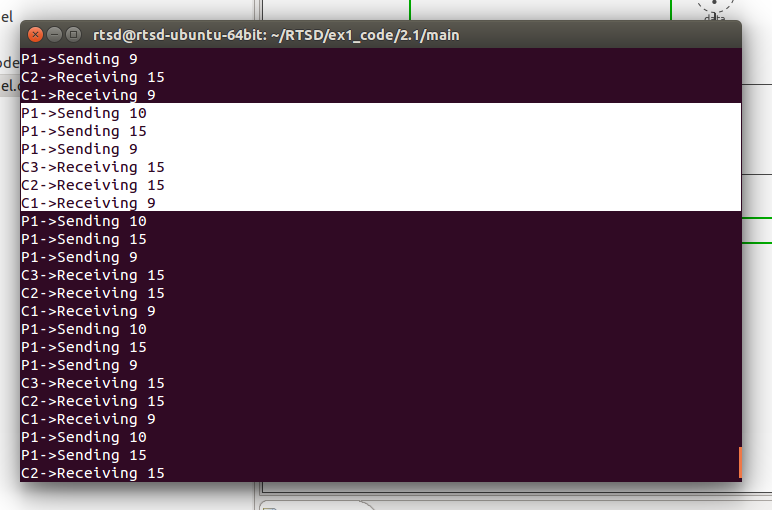 el
rtsd@rtsd-ubuntu-64bit: ~/RTSD/ex1_code/2.1/main
data
ode
el.
P1->Sending 9
C2->Receiving 15
C1->Receiving 9
P1->Sending 10
P1->Sending 15
P1->Sending 9
C3->Receiving 15
C2->Receiving 15
C1->Receiving 9
P1->Sending 10
P1->Sending 15
P1->Sending 9
C3->Receiving 15
C2->Receiving 15
C1->Receiving 9
P1->Sending 10
P1->Sending 15
P1->Sending 9
C3->Receiving 15
C2->Receiving 15
C1->Receiving 9
P1->Sending 10
P1->Sending 15
C2->Receiving 15